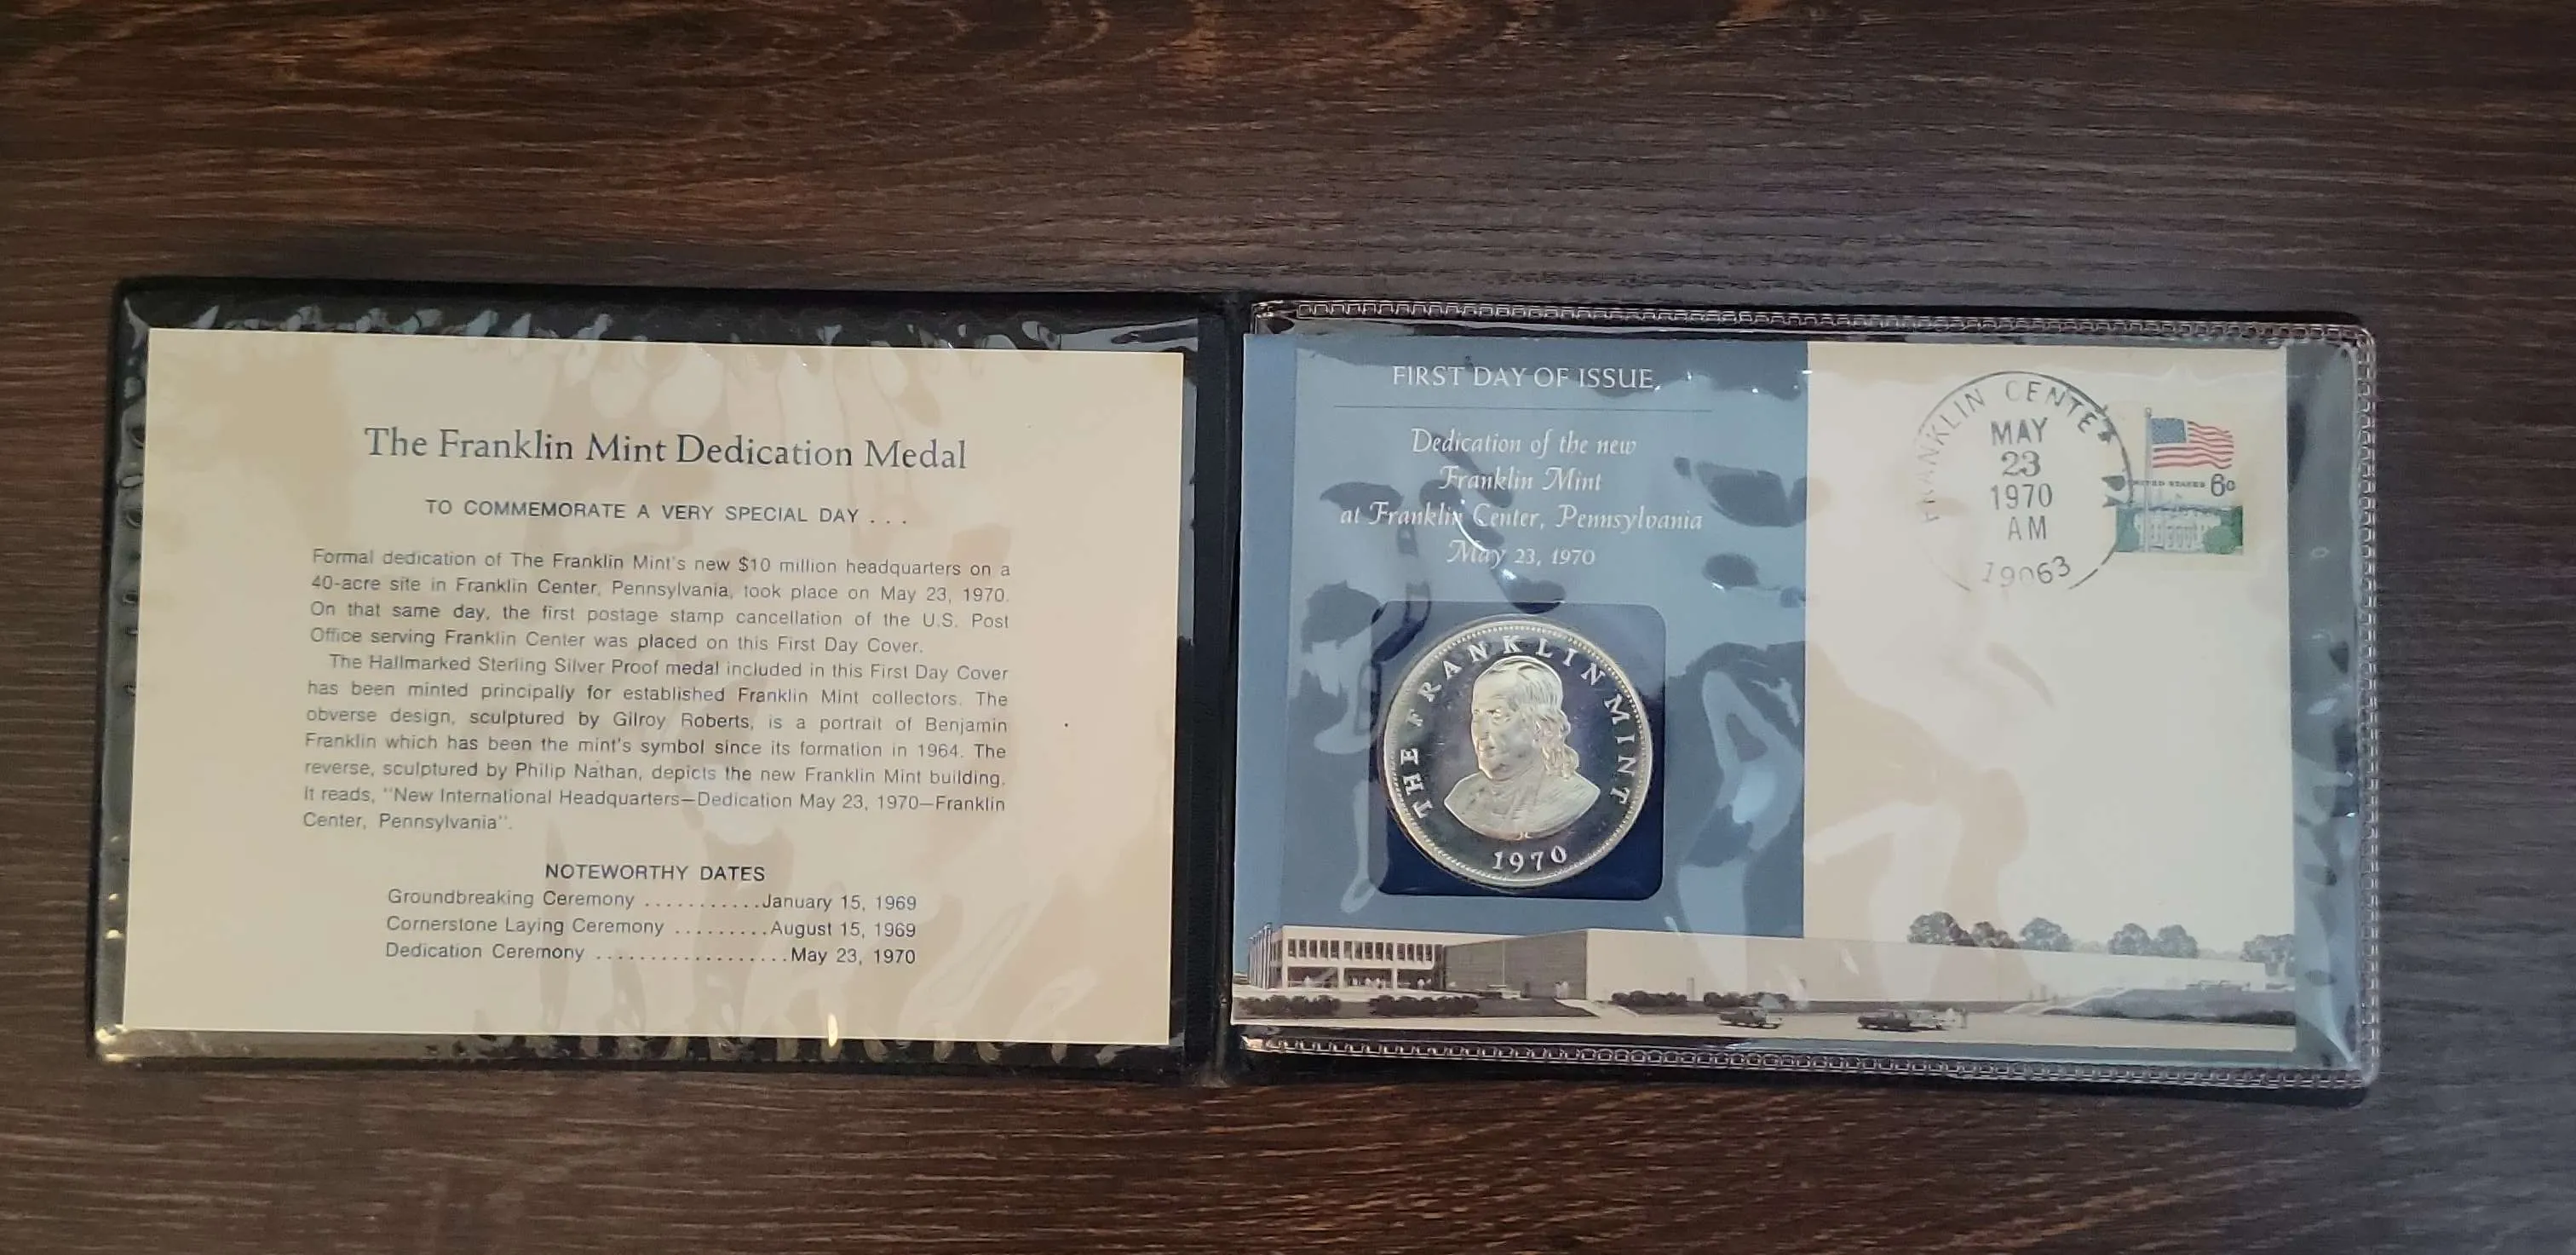 The Franklin Mint Dedication Medal
TO COMMEMORATE A VERY SPECIAL DAY . . .
Formal dedication of The Franklin Mint's new $10 million headquarters on a
40-acre site in Franklin Center, Pennsylvania, took place on May 23, 1970.
On that same day, the first postage stamp cancellation of the U.S. Post
Office serving Franklin Center was placed on this First Day Cover.
The Hallmarked Sterling Silver Proof medal included in this First Day Cover
has been minted principally for established Franklin Mint collectors. The
obverse design, sculptured by Gilroy Roberts, is a portrait of Benjamin
Franklin which has been the mint's symbol since its formation in 1964. The
reverse, sculptured by Philip Nathan, depicts the new Franklin Mint building.
It reads, "New International Headquarters—Dedication May 23, 1970—Franklin
Center, Pennsylvania".
NOTEWORTHY DATES
Groundbreaking Ceremony ...........January 15, 1969
Cornerstone Laying Ceremony .........August 15, 1969
Dedication Ceremony ..................May 23, 1970
FIRST DAY OF ISSUE
Dedication of the new
Franklin Mint
at Franklin Center, Pennsylvania
May 23, 1970
THE FRANKLIN MINT
1970
FRANKLIN CENTER PA
MAY
23
1970
AM
19063
UNITED STATES 6c